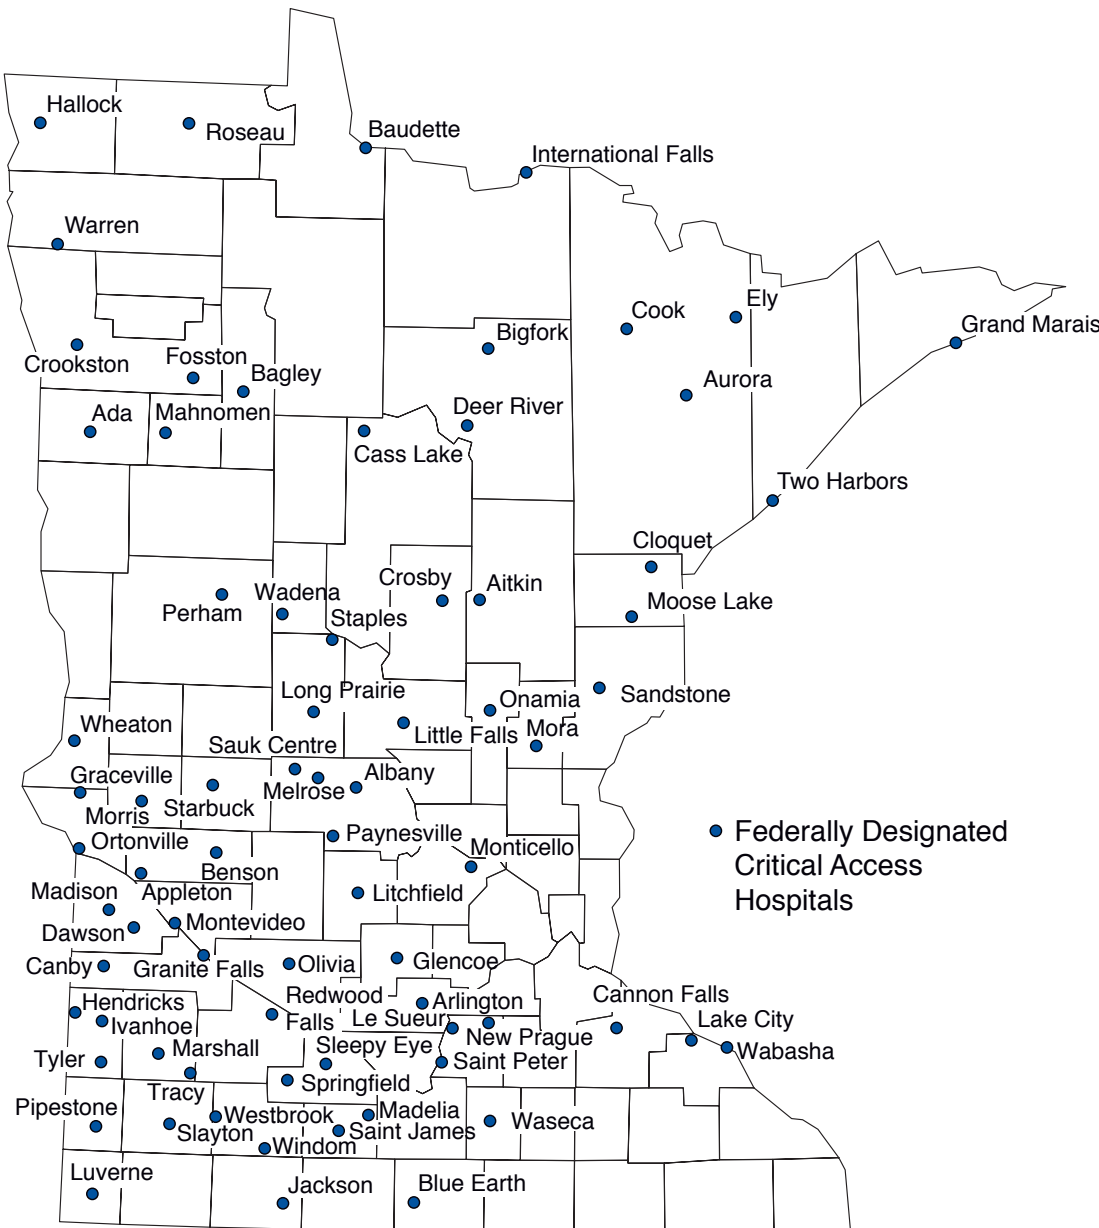 Hallock
Roseau
Baudette
International Falls
Warren
Ely
Cook
Grand Marais
Bigfork
Crookston
Fosston
Bagley
Aurora
Ada
Mahnomen
Deer River
Cass Lake
Two Harbors
Cloquet
Crosby
Aitkin
Wadena
Perham
Staples
Moose Lake
Long Prairie
Onamia
Sandstone
Wheaton
Little Falls
Mora
Sauk Centre
Graceville
Albany
Melrose
Morris
Starbuck
Federally Designated
Critical Access
Hospitals
Ortonville
Paynesville
Monticello
Benson
Madison
Appleton
Litchfield
Dawson
Montevideo
Canby
Granite Falls
Olivia
Glencoe
Hendricks
Redwood
Falls
Arlington
Cannon Falls
Ivanhoe
Le Sueur
Lake City
New Prague
Marshall
Sleepy Eye
Wabasha
Tyler
Saint Peter
Tracy
Springfield
Pipestone
Westbrook
Madelia
Slayton
Saint James
Waseca
Windom
Luverne
Jackson
Blue Earth